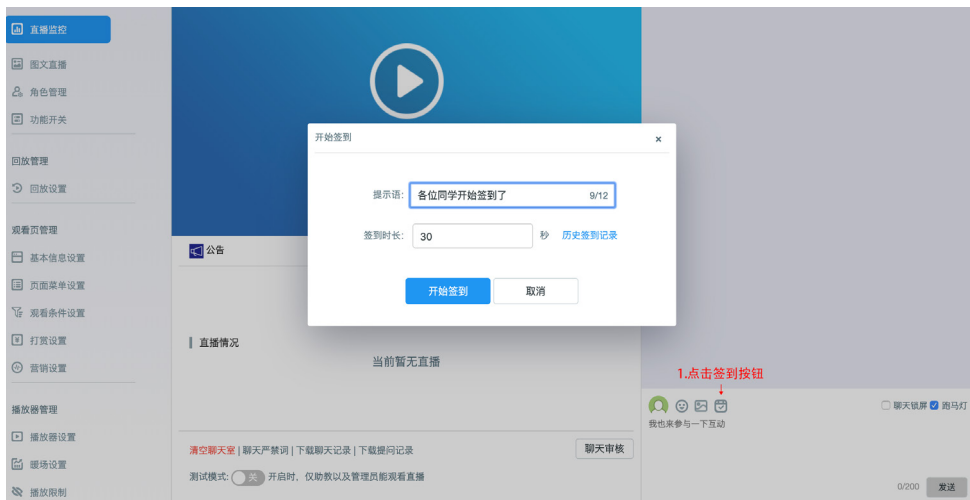 直播监控
图文直播
角色管理
功能开关
回放管理
回放设置
观看页管理
基本信息设置
页面菜单设置
观看条件设置
打赏设置
营销设置
播放器管理
播放器设置
暖场设置
播放限制
公告
直播情况
当前暂无直播
清空聊天室 | 聊天严禁词 | 下载聊天记录 | 下载提问记录
聊天审核
测试模式: 关 开启时，仅助教以及管理员能观看直播
开始签到 ×
提示语: 各位同学开始签到了 9/12
签到时长: 30 秒 历史签到记录
开始签到 取消
1.点击签到按钮
聊天锁屏 跑马灯
我也来参与一下互动
0/200 发送